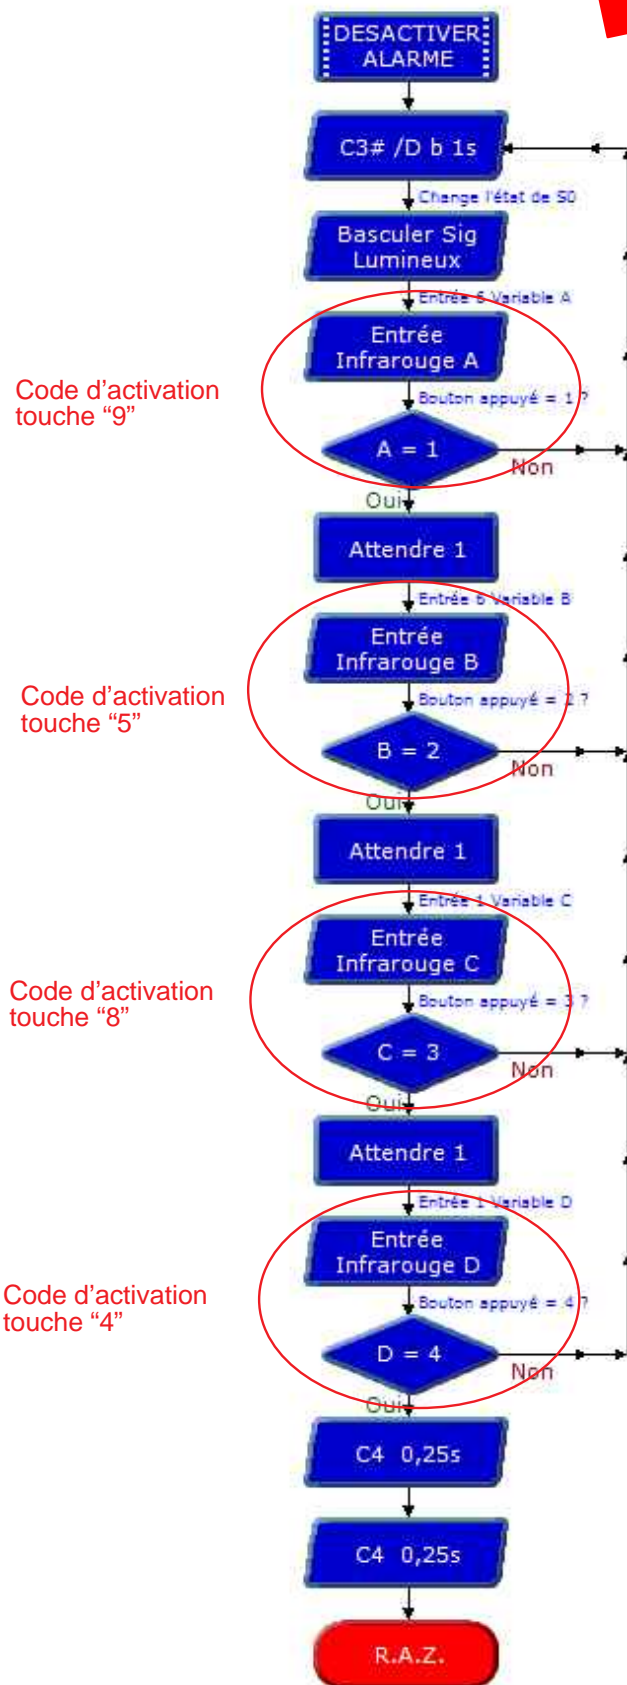 DESACTIVER
ALARME
C3# /D b 1s
Change l'état de S0
Basculer Sig
Lumineux
Entrée 6 Variable A
Entrée
Infrarouge A
Code d'activation
touche “9”
Bouton appuyé = 1 ?
A = 1
Non
Oui
Attendre 1
Entrée 6 Variable B
Entrée
Infrarouge B
Code d'activation
touche “5”
Bouton appuyé = 2 ?
B = 2
Non
Oui
Attendre 1
Entrée 1 Variable C
Entrée
Infrarouge C
Code d'activation
touche “8”
Bouton appuyé = 3 ?
C = 3
Non
Oui
Attendre 1
Entrée 1 Variable D
Entrée
Infrarouge D
Code d'activation
touche “4”
Bouton appuyé = 4 ?
D = 4
Non
Oui
C4 0,25s
C4 0,25s
R.A.Z.